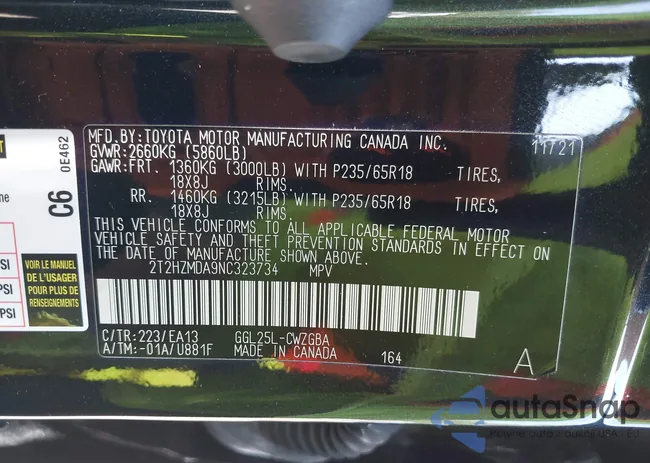 MFD.BY:TOYOTA MOTOR MANUFACTURING CANADA INC. 11/21
GVWR:2660KG (5860LB)
GAWR:FRT. 1360KG (3000LB) WITH P235/65R18 TIRES,
18X8J RIMS.
RR. 1460KG (3215LB) WITH P235/65R18 TIRES,
18X8J RIMS.
THIS VEHICLE CONFORMS TO ALL APPLICABLE FEDERAL MOTOR
VEHICLE SAFETY AND THEFT PREVENTION STANDARDS IN EFFECT ON
THE DATE OF MANUFACTURE SHOWN ABOVE.
2T2HZMDA9NC323734 MPV
C/TR:223/EA13 GGL25L-CWZGBA
A/TM:-01A/U881F MADE IN CANADA 164 A
0E462
C6
PSI
VOIR LE MANUEL
DE L'USAGER
POUR PLUS DE
RENSEIGNEMENTS
PSI
PSI
autoSnap